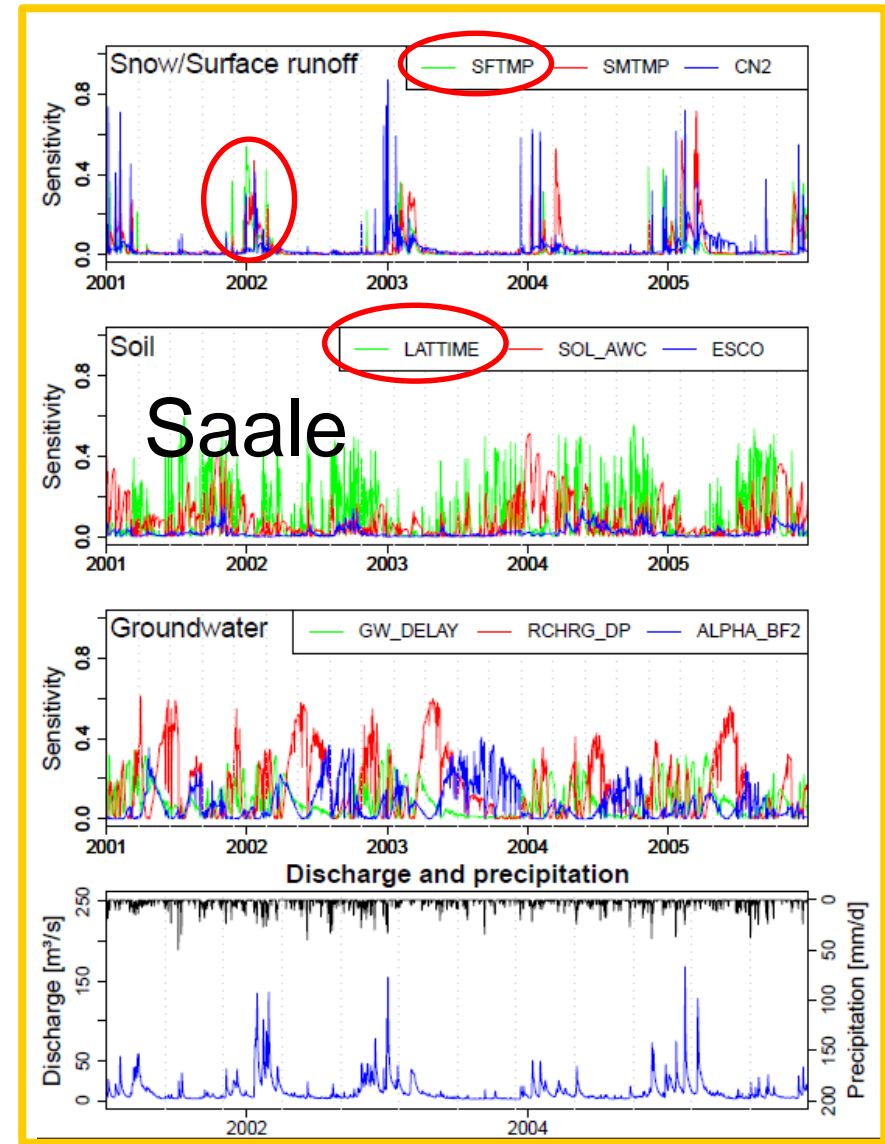 Snow/Surface runoff SFTMP SMTMP CN2
Sensitivity
0.8
0.4
0.0
2001 2002 2003 2004 2005
Soil LATTIME SOL_AWC ESCO
Saale
Sensitivity
0.8
0.4
0.0
2001 2002 2003 2004 2005
Groundwater GW_DELAY RCHRG_DP ALPHA_BF2
Sensitivity
0.8
0.4
0.0
2001 2002 2003 2004 2005
Discharge and precipitation
Discharge [m³/s]
250
150
50
0
0
50
100
150
200
Precipitation [mm/d]
2002 2004